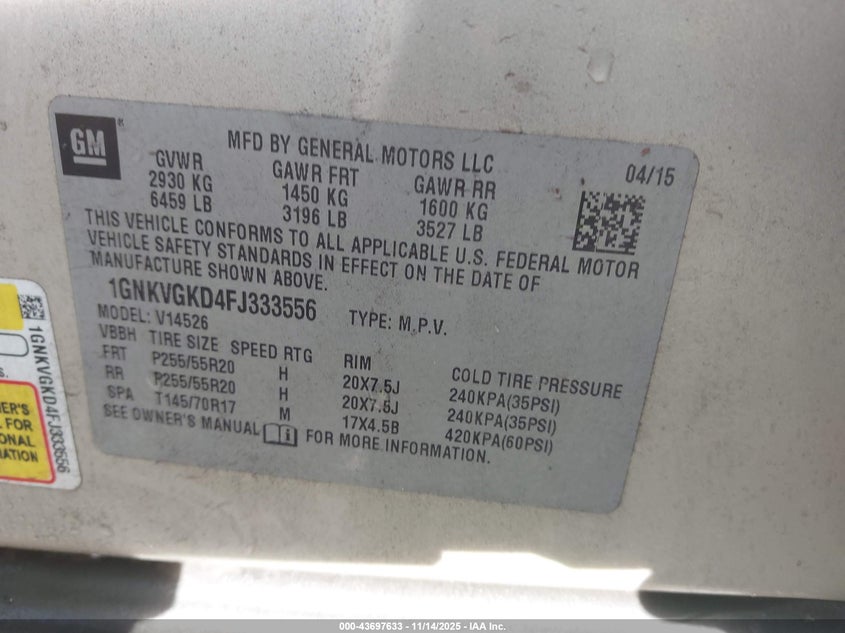 GM
MFD BY GENERAL MOTORS LLC
04/15
GVWR GAWR FRT GAWR RR
2930 KG 1450 KG 1600 KG
6459 LB 3196 LB 3527 LB
THIS VEHICLE CONFORMS TO ALL APPLICABLE U.S. FEDERAL MOTOR
VEHICLE SAFETY STANDARDS IN EFFECT ON THE DATE OF
MANUFACTURE SHOWN ABOVE.
1GNKVGKD4FJ333556 TYPE: M.P.V.
MODEL: V14526
VBBH TIRE SIZE SPEED RTG RIM COLD TIRE PRESSURE
FRT P255/55R20 H 20X7.5J 240KPA(35PSI)
RR P255/55R20 H 20X7.5J 240KPA(35PSI)
SPA T145/70R17 M 17X4.5B 420KPA(60PSI)
SEE OWNER'S MANUAL FOR MORE INFORMATION.
1GNKVGKD4FJ333556
S.
ER'S
L FOR
ONAL
ATION
000-43697633 - 11/14/2025 - IAA Inc.